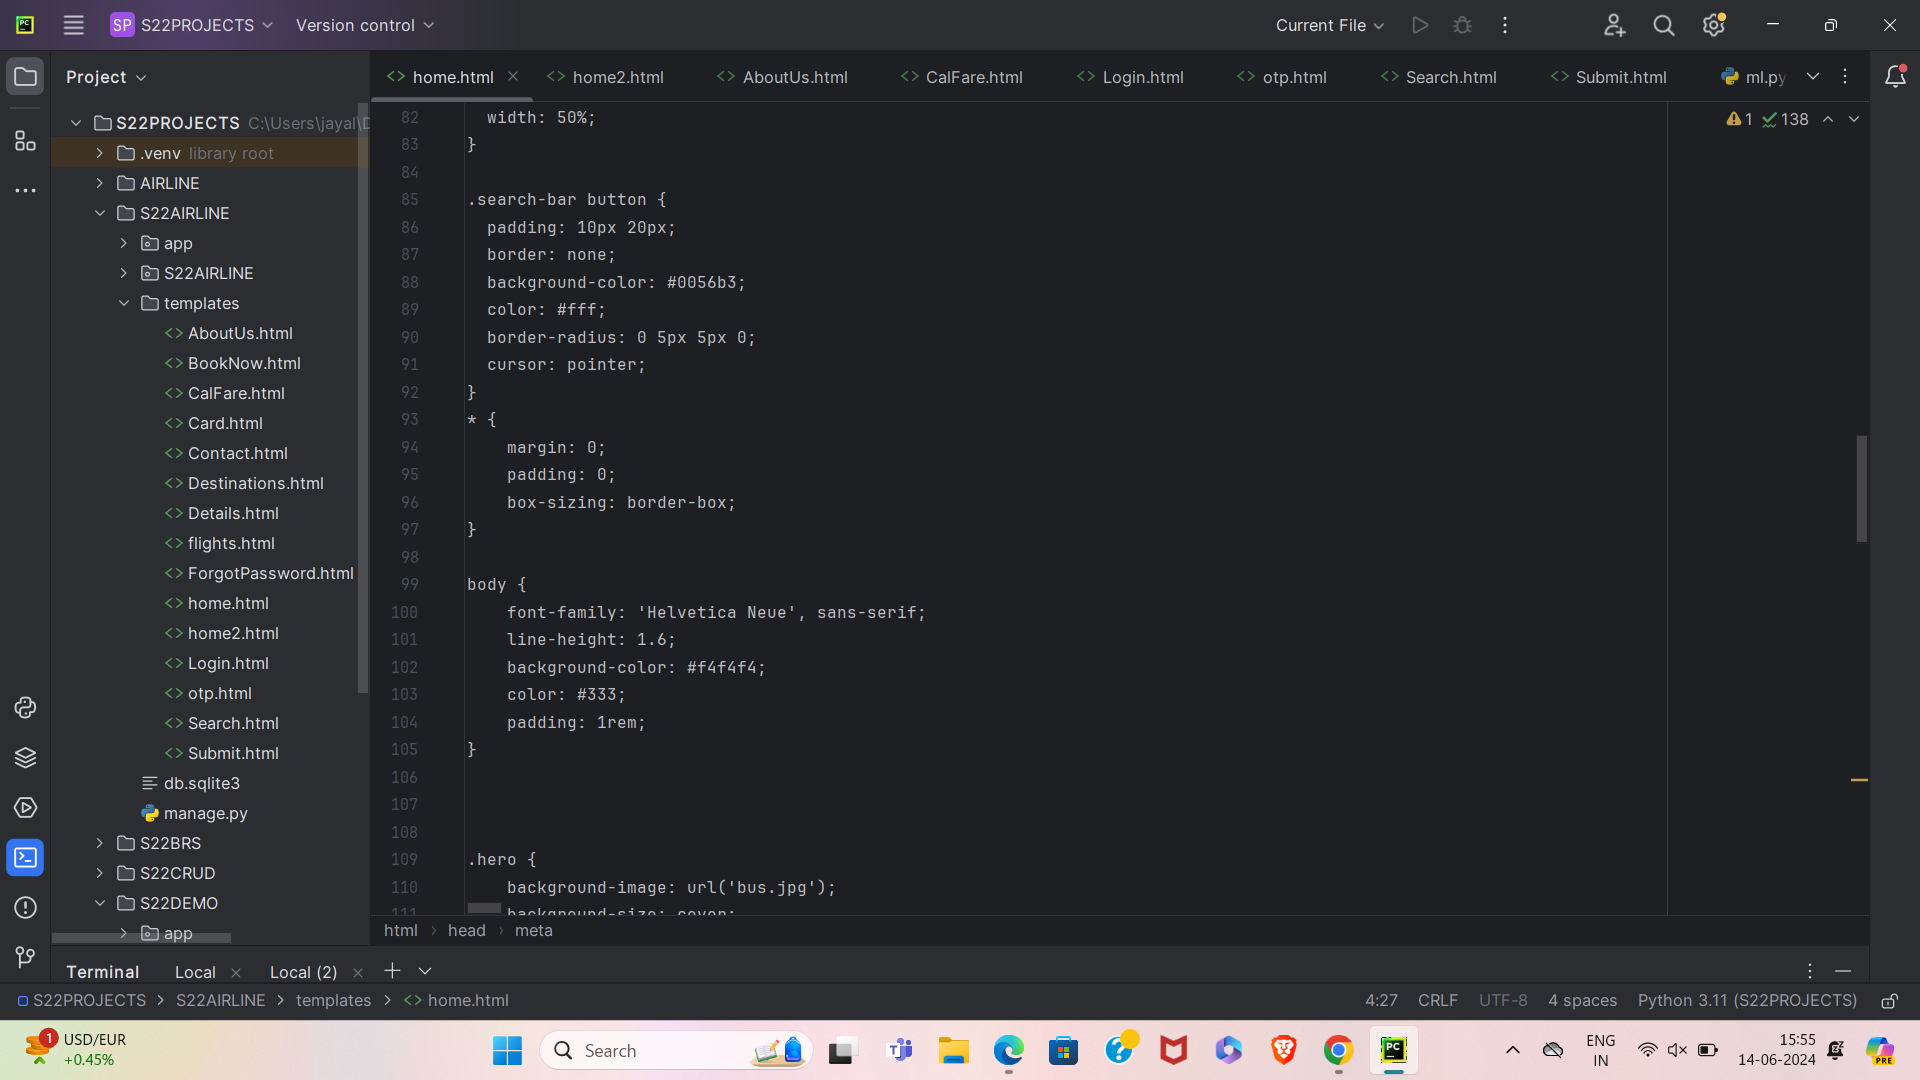 SP S22PROJECTS Version control Current File
Project
home.html home2.html AboutUs.html CalFare.html Login.html otp.html Search.html Submit.html ml.py
S22PROJECTS C:\Users\jayal\D
.venv library root
AIRLINE
S22AIRLINE
app
S22AIRLINE
templates
AboutUs.html
BookNow.html
CalFare.html
Card.html
Contact.html
Destinations.html
Details.html
flights.html
ForgotPassword.html
home.html
home2.html
Login.html
otp.html
Search.html
Submit.html
db.sqlite3
manage.py
S22BRS
S22CRUD
S22DEMO
app
1 138
82 width: 50%;
83 }
84
85 .search-bar button {
86 padding: 10px 20px;
87 border: none;
88 background-color: #0056b3;
89 color: #fff;
90 border-radius: 0 5px 5px 0;
91 cursor: pointer;
92 }
93 * {
94 margin: 0;
95 padding: 0;
96 box-sizing: border-box;
97 }
98
99 body {
100 font-family: 'Helvetica Neue', sans-serif;
101 line-height: 1.6;
102 background-color: #f4f4f4;
103 color: #333;
104 padding: 1rem;
105 }
106
107
108
109 .hero {
110 background-image: url('bus.jpg');
111 background-size: cover;
html head meta
Terminal Local Local (2)
S22PROJECTS S22AIRLINE templates home.html 4:27 CRLF UTF-8 4 spaces Python 3.11 (S22PROJECTS)
1 USD/EUR
+0.45%
Search
PC
PRE
ENG
IN
15:55
14-06-2024